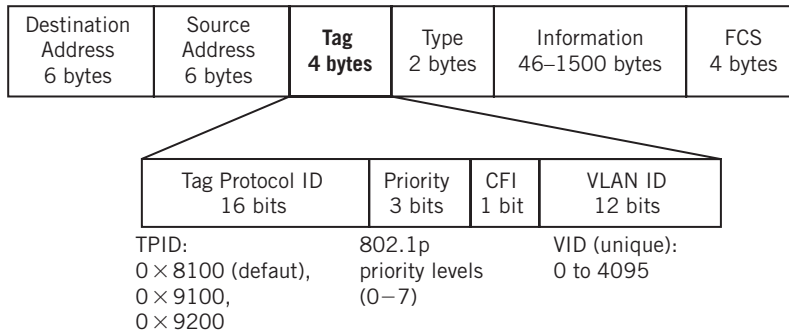 Destination
Address
6 bytes
Source
Address
6 bytes
Tag
4 bytes
Type
2 bytes
Information
46–1500 bytes
FCS
4 bytes
Tag Protocol ID
16 bits
Priority
3 bits
CFI
1 bit
VLAN ID
12 bits
TPID:
0 × 8100 (defaut),
0 × 9100,
0 × 9200
802.1p
priority levels
(0–7)
VID (unique):
0 to 4095